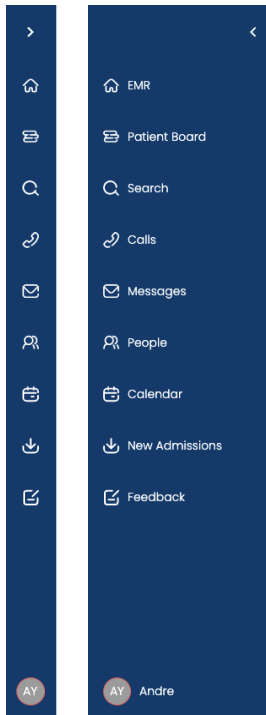 EMR
Patient Board
Search
Calls
Messages
People
Calendar
New Admissions
Feedback
AY
AY Andre